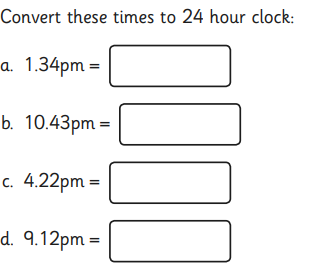 Convert these times to 24 hour clock:
a. 1.34pm =
b. 10.43pm =
c. 4.22pm =
d. 9.12pm =